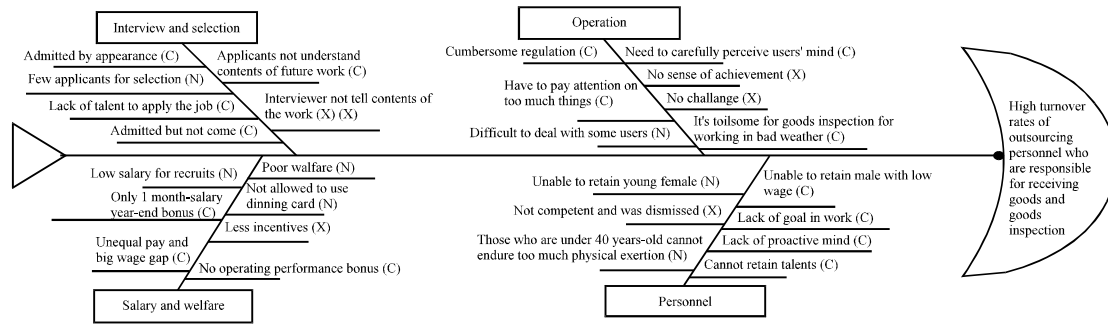 Interview and selection
Admitted by appearance (C)
Few applicants for selection (N)
Lack of talent to apply the job (C)
Admitted but not come (C)
Applicants not understand
contents of future work (C)
Interviewer not tell contents of
the work (X) (X)
Operation
Cumbersome regulation (C)
Have to pay attention on
too much things (C)
Difficult to deal with some users (N)
Need to carefully perceive users' mind (C)
No sense of achievement (X)
No challange (X)
It's toilsome for goods inspection for
working in bad weather (C)
High turnover
rates of
outsourcing
personnel who
are responsible
for receiving
goods and
goods
inspection
Low salary for recruits (N)
Only 1 month-salary
year-end bonus (C)
Unequal pay and
big wage gap (C)
Poor welfare (N)
Not allowed to use
dinning card (N)
Less incentives (X)
No operating performance bonus (C)
Salary and welfare
Unable to retain young female (N)
Not competent and was dismissed (X)
Those who are under 40 years-old cannot
endure too much physical exertion (N)
Unable to retain male with low
wage (C)
Lack of goal in work (C)
Lack of proactive mind (C)
Cannot retain talents (C)
Personnel